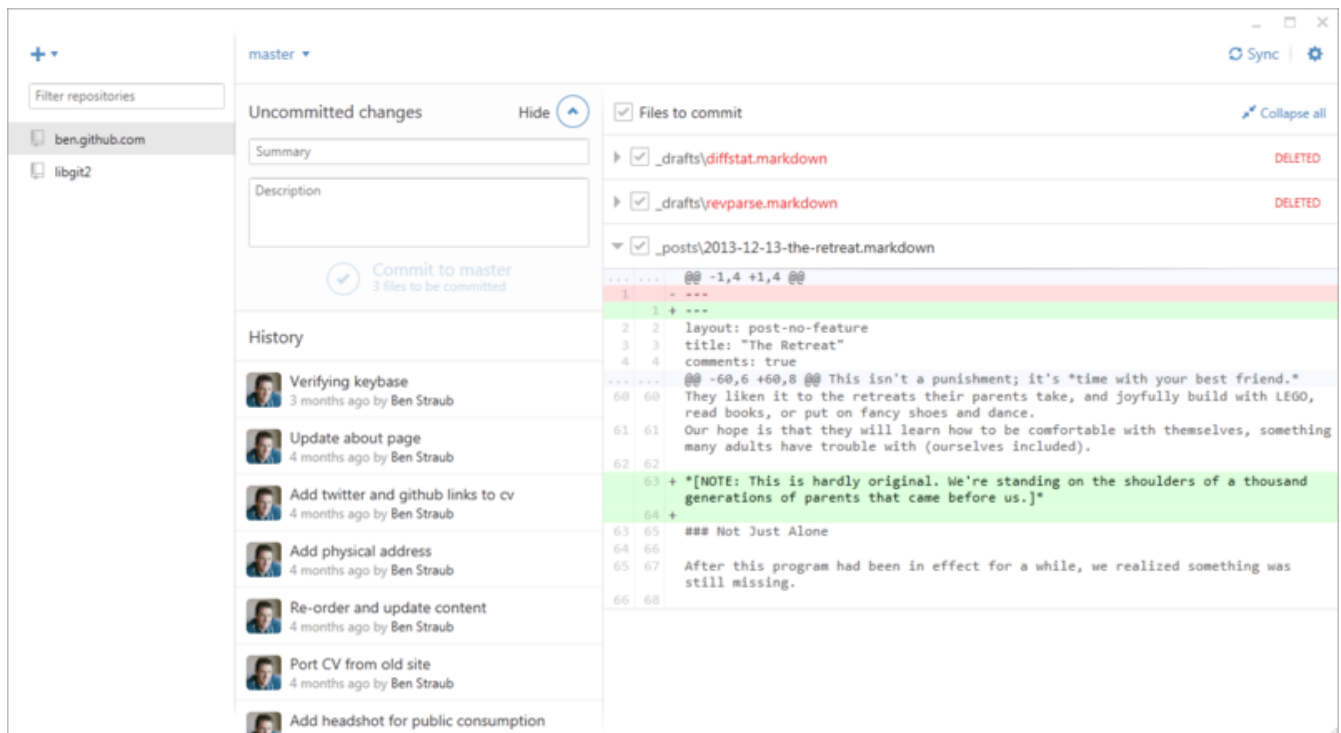 master
Sync
Filter repositories
ben.github.com
libgit2
Uncommitted changes
Hide
Summary
Description
Commit to master
3 files to be committed
History
Verifying keybase
3 months ago by Ben Straub
Update about page
4 months ago by Ben Straub
Add twitter and github links to cv
4 months ago by Ben Straub
Add physical address
4 months ago by Ben Straub
Re-order and update content
4 months ago by Ben Straub
Port CV from old site
4 months ago by Ben Straub
Add headshot for public consumption
Files to commit
Collapse all
_drafts\diffstat.markdown DELETED
_drafts\revparse.markdown DELETED
_posts\2013-12-13-the-retreat.markdown
... ... @@ -1,4 +1,4 @@
1 - ---
1 + ---
2 2 layout: post-no-feature
3 3 title: "The Retreat"
4 4 comments: true
... ... @@ -60,6 +60,8 @@ This isn't a punishment; it's *time with your best friend.*
60 60 They liken it to the retreats their parents take, and joyfully build with LEGO,
read books, or put on fancy shoes and dance.
61 61 Our hope is that they will learn how to be comfortable with themselves, something
many adults have trouble with (ourselves included).
62 62
63 + *[NOTE: This is hardly original. We're standing on the shoulders of a thousand
generations of parents that came before us.]*
64 +
63 65 ### Not Just Alone
64 66
65 67 After this program had been in effect for a while, we realized something was
still missing.
66 68